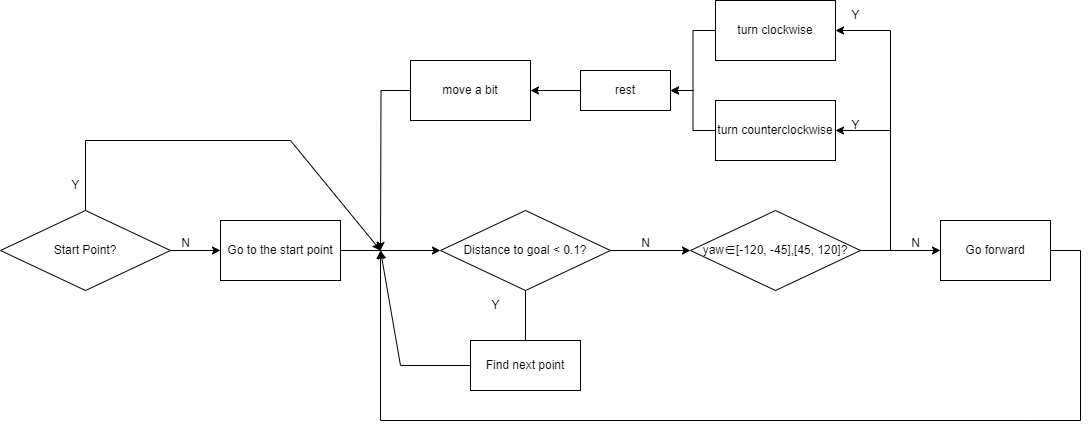 Y
turn clockwise
move a bit
rest
turn counterclockwise
Y
Y
Start Point?
N
Go to the start point
Distance to goal < 0.1?
N
yaw∈[-120, -45],[45, 120]?
N
Go forward
Y
Find next point